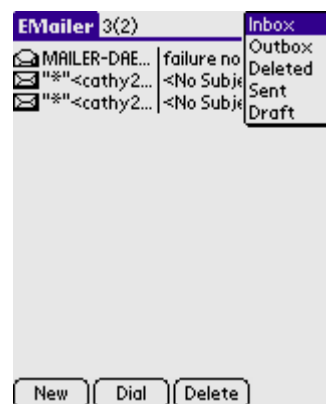 EMailer 3(2)
MAILER-DAE... failure no
"*"<cathy2... <No Subje
"*"<cathy2... <No Subje
Inbox
Outbox
Deleted
Sent
Draft
New Dial Delete